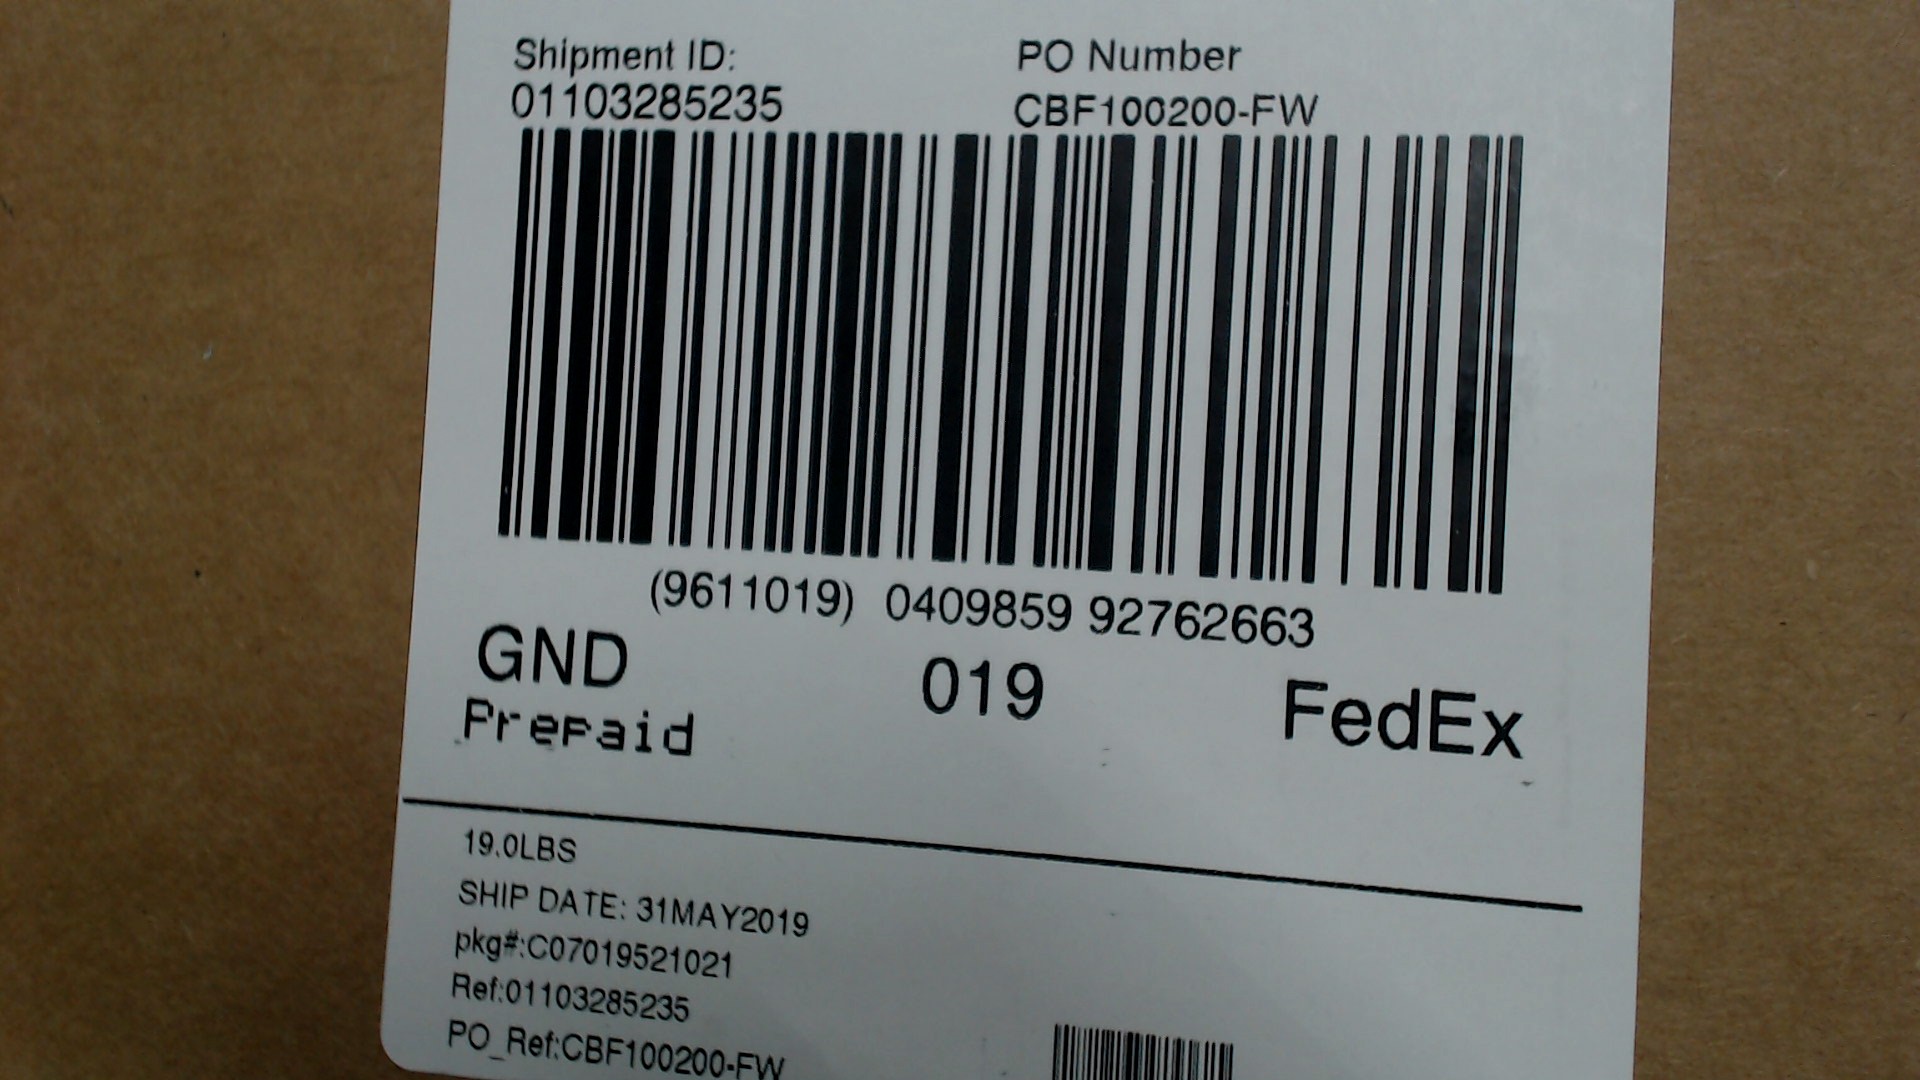 Shipment ID: PO Number
01103285235 CBF100200-FW
(9611019) 0409859 92762663
GND 019 FedEx
Prepaid
19.0LBS
SHIP DATE: 31MAY2019
pkg#:C07019521021
Ref:01103285235
PO_Ref:CBF100200-FW